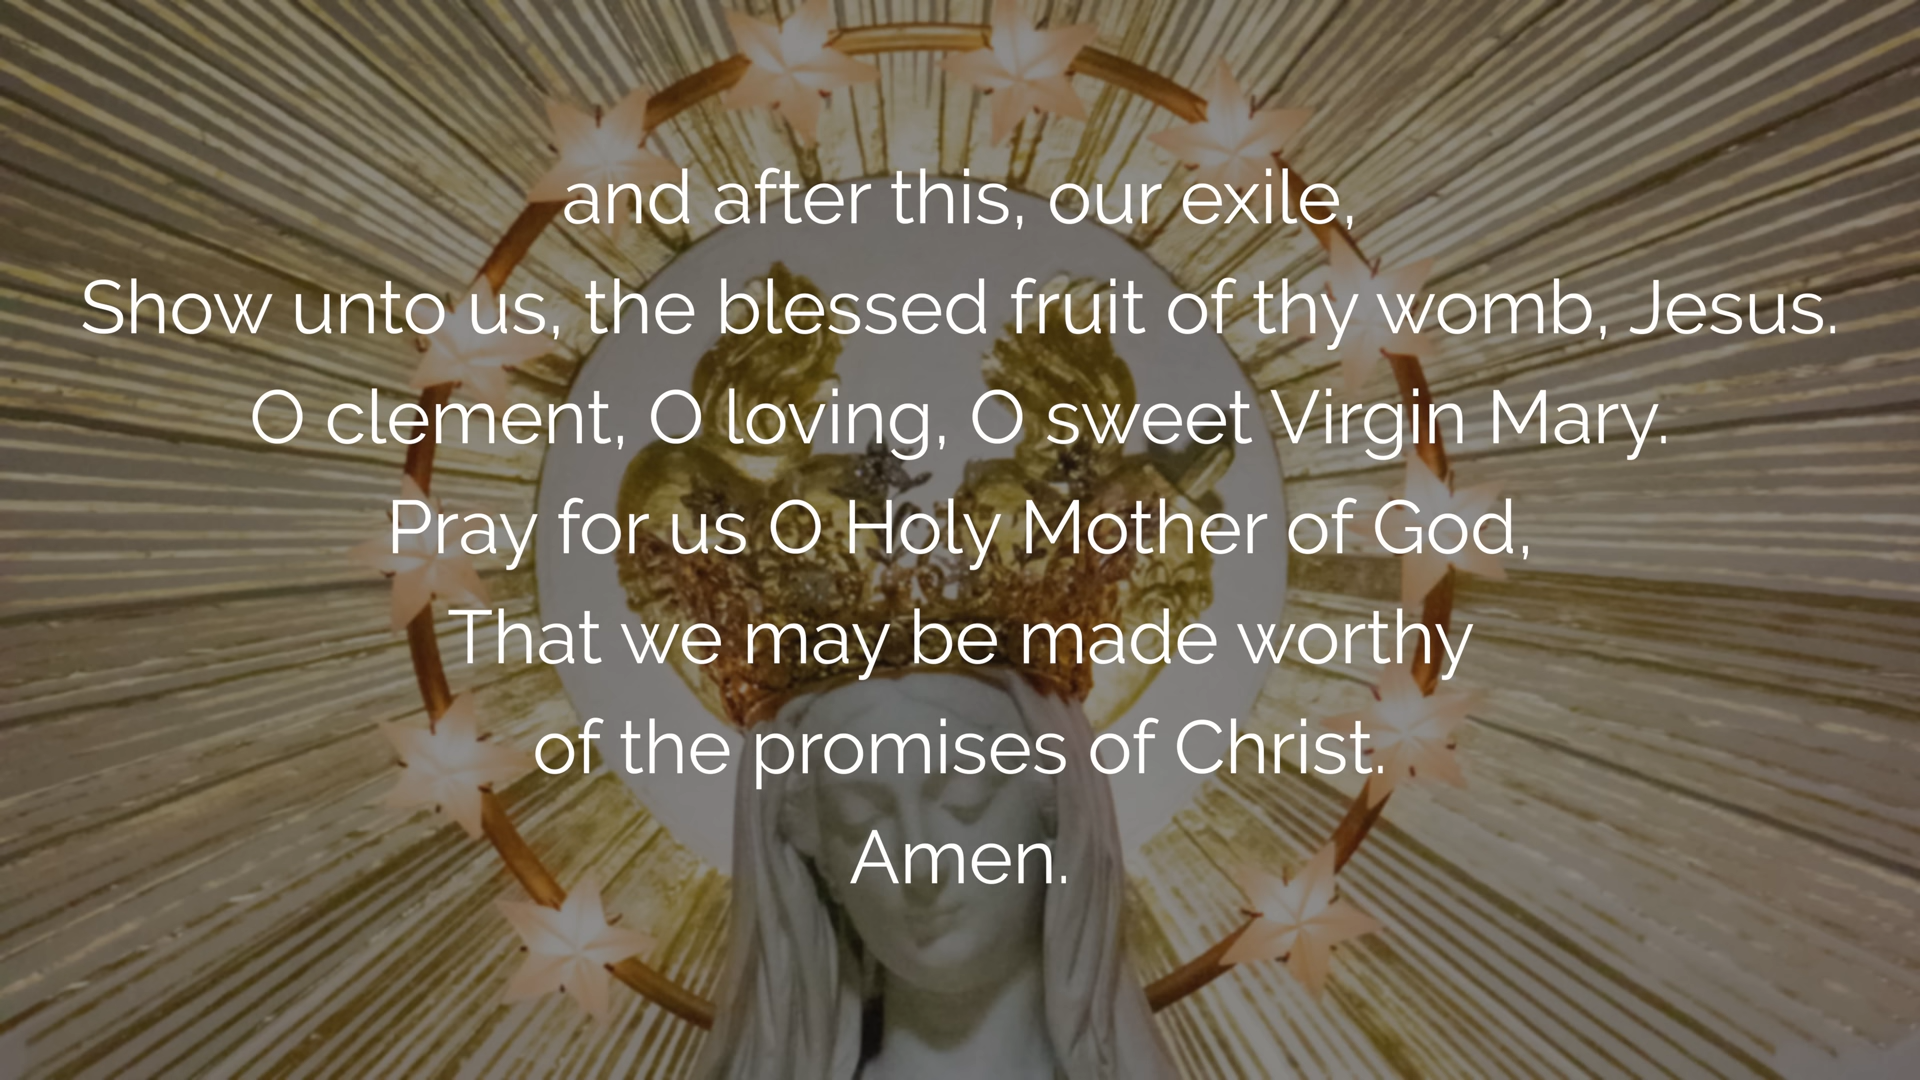 and after this, our exile,
Show unto us, the blessed fruit of thy womb, Jesus.
O clement, O loving, O sweet Virgin Mary.
Pray for us O Holy Mother of God,
That we may be made worthy
of the promises of Christ.
Amen.